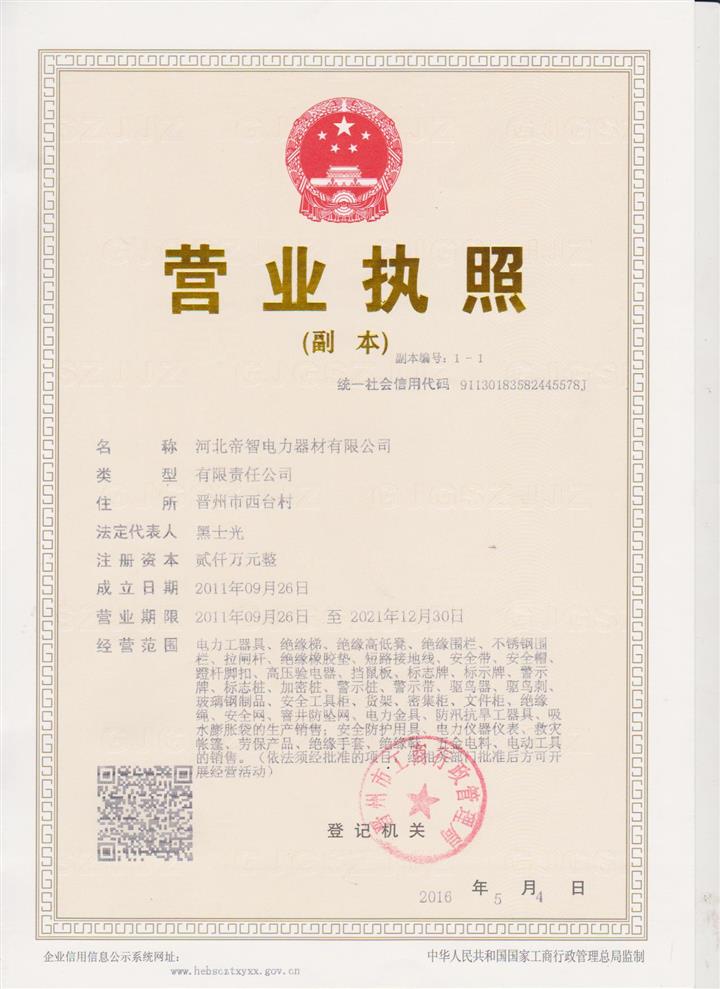 营业执照
(副 本)
副本编号：1-1
统一社会信用代码 91130183582445578J
名 称 河北帝智电力器材有限公司
类 型 有限责任公司
住 所 晋州市西台村
法定代表人 黑士光
注册资本 贰仟万元整
成立日期 2011年09月26日
营业期限 2011年09月26日 至 2021年12月30日
经营范围 电力工器具、绝缘梯、绝缘高低凳、绝缘围栏、不锈钢围
栏、拉闸杆、绝缘橡胶垫、短路接地线、安全带、安全帽、
蹬杆脚扣、高压验电器、挡鼠板、标志牌、标示牌、警示
牌、标志桩、加密桩、警示桩、警示带、驱鸟器、驱鸟刺、
玻璃钢制品、安全工具柜、货架、密集柜、文件柜、绝缘
绳、安全网、窨井防坠网、电力金具、防汛抗旱工器具、吸
水膨胀袋的生产销售；安全防护用具、电力仪器仪表、救灾
帐篷、劳保产品、绝缘手套、绝缘靴、五金电料、电动工具
的销售。（依法须经批准的项目，经相关部门批准后方可开
展经营活动）
晋州市工商行政管理局
登记机关
2016 年 5 月 4 日
企业信用信息公示系统网址：
www.hebscztxyxx.gov.cn
中华人民共和国国家工商行政管理总局监制